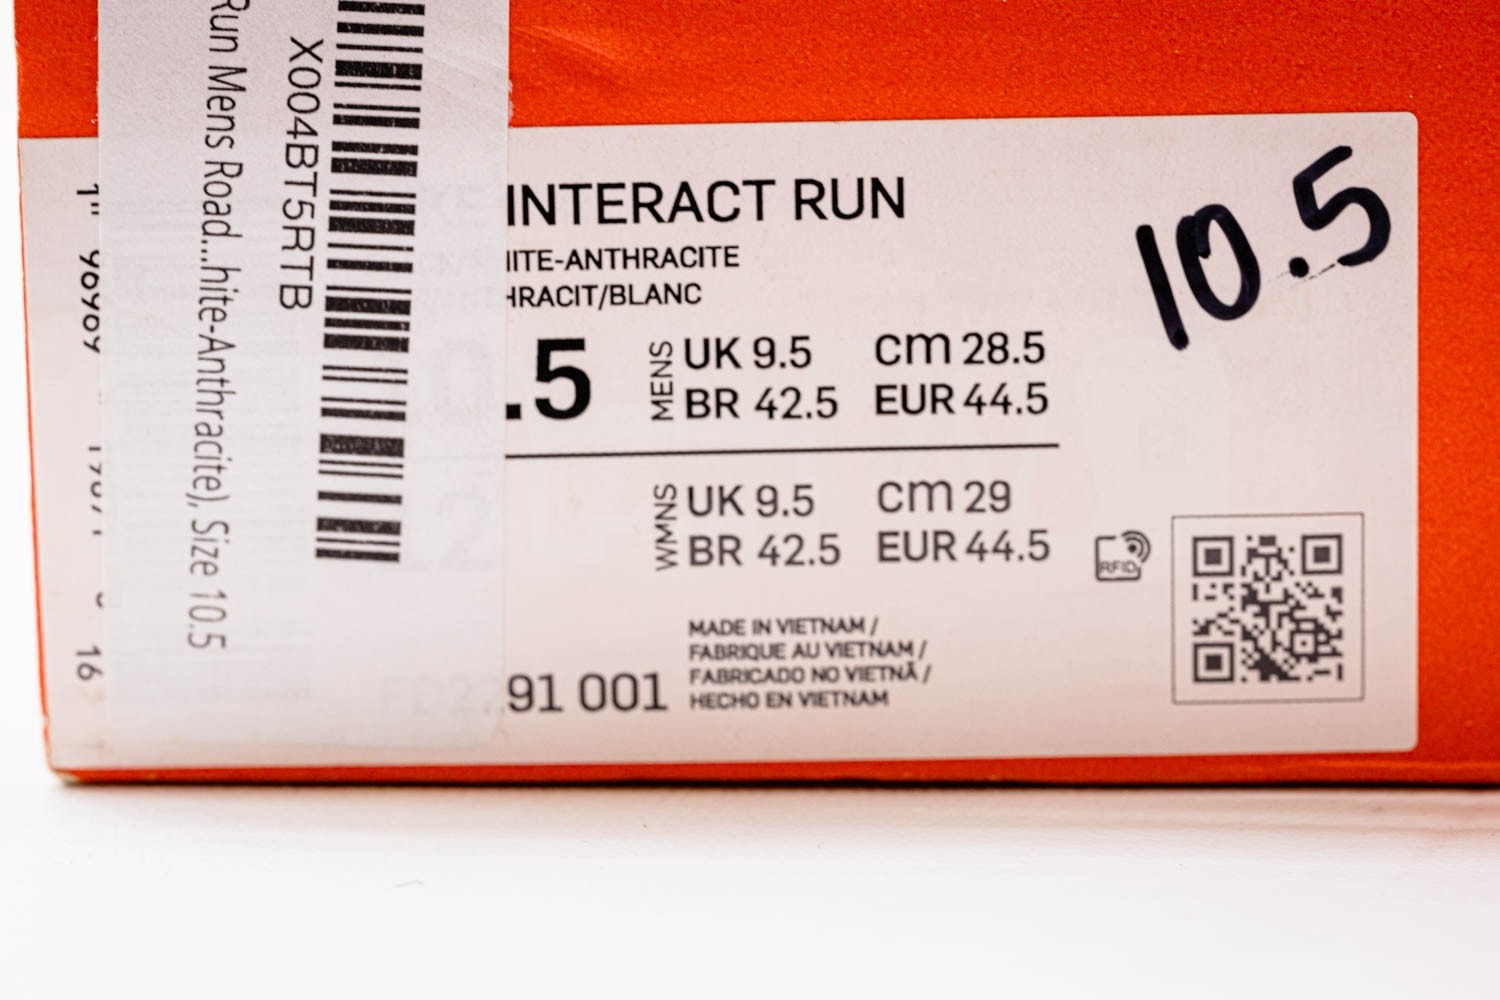 Run Mens Road...hite-Anthracite), Size 10.5
X004BT5RTB
INTERACT RUN
HITE-ANTHRACITE
HRACIT/BLANC
10.5
.5
MENS
UK 9.5 CM 28.5
BR 42.5 EUR 44.5
12
WMNS
UK 9.5 CM 29
BR 42.5 EUR 44.5
RFID
MADE IN VIETNAM /
FABRIQUE AU VIETNAM /
FABRICADO NO VIETNÃ /
HECHO EN VIETNAM
FD2291 001
16